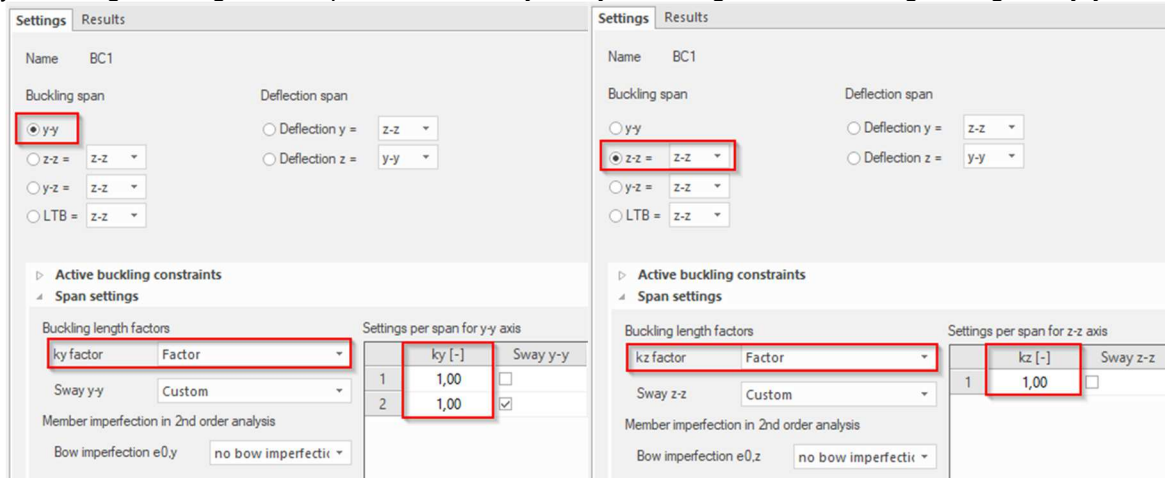 Settings Results
Name BC1
Buckling span Deflection span
y-y Deflection y = z-z
z-z = z-z Deflection z = y-y
y-z = z-z
LTB = z-z
Active buckling constraints
Span settings
Buckling length factors Settings per span for y-y axis
ky factor Factor ky [-] Sway y-y
1 1,00
Sway y-y Custom
2 1,00
Member imperfection in 2nd order analysis
Bow imperfection e0,y no bow imperfectic
Settings Results
Name BC1
Buckling span Deflection span
y-y Deflection y = z-z
z-z = z-z Deflection z = y-y
y-z = z-z
LTB = z-z
Active buckling constraints
Span settings
Buckling length factors Settings per span for z-z axis
kz factor Factor kz [-] Sway z-z
1 1,00
Sway z-z Custom
Member imperfection in 2nd order analysis
Bow imperfection e0,z no bow imperfectic